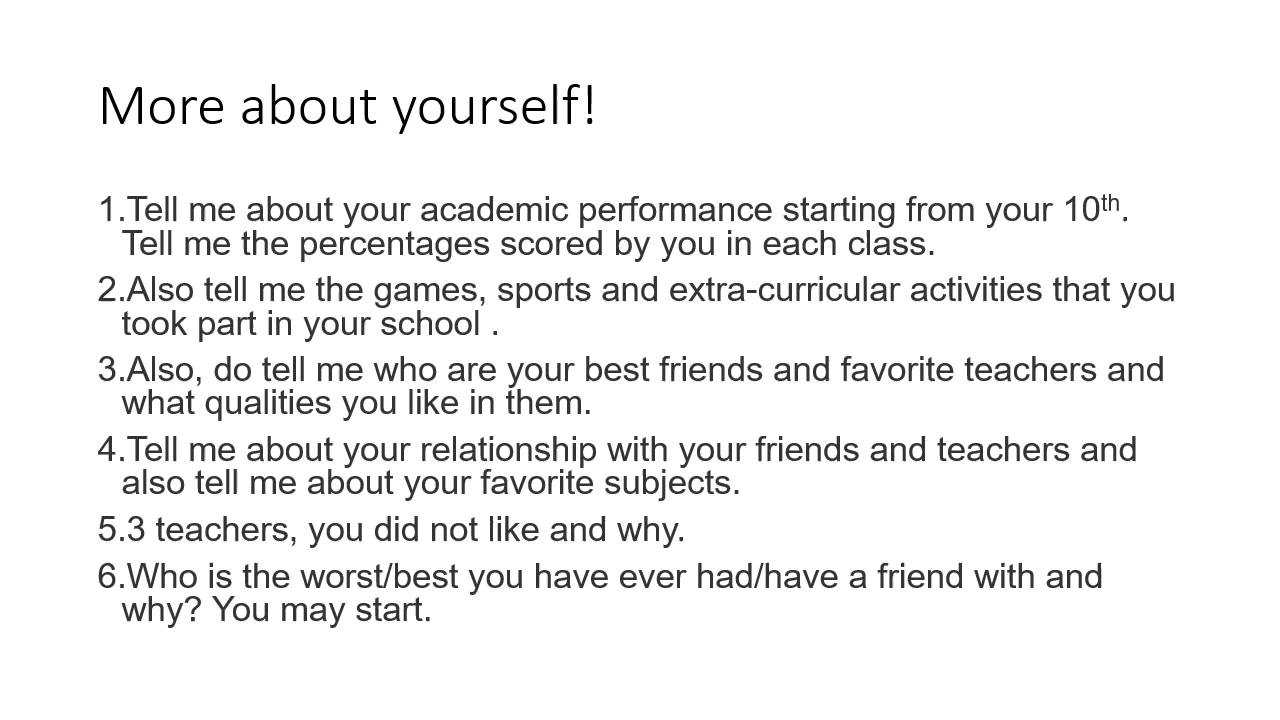 More about yourself!
1.Tell me about your academic performance starting from your 10th.
Tell me the percentages scored by you in each class.
2.Also tell me the games, sports and extra-curricular activities that you
took part in your school .
3.Also, do tell me who are your best friends and favorite teachers and
what qualities you like in them.
4.Tell me about your relationship with your friends and teachers and
also tell me about your favorite subjects.
5.3 teachers, you did not like and why.
6.Who is the worst/best you have ever had/have a friend with and
why? You may start.